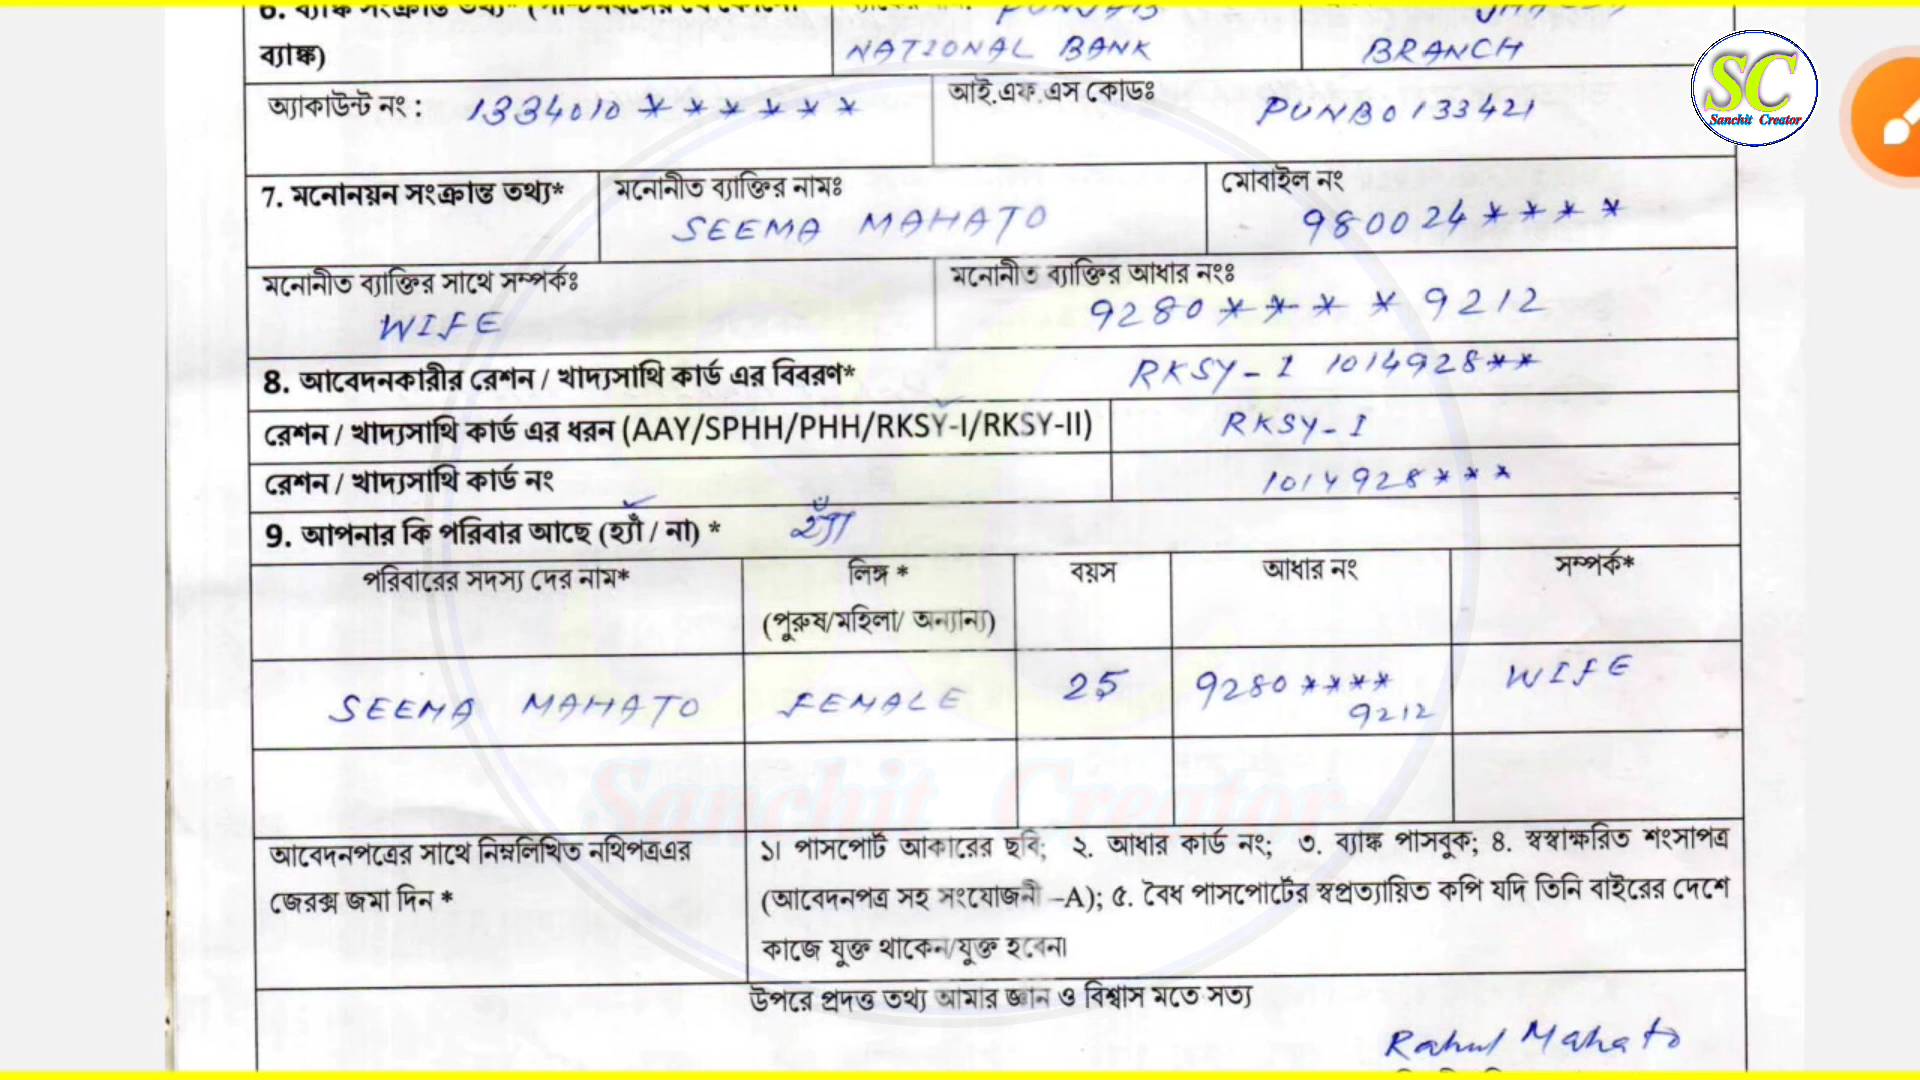 6. ব্যাঙ্ক সংক্রান্ত তথ্য*
PUNJAB
ব্যাঙ্ক)
NATIONAL BANK
BRANCH
অ্যাকাউন্ট নং : 1334010******
আই.এফ.এস কোডঃ PUNB0133421
7. মনোনয়ন সংক্রান্ত তথ্য*
মনোনীত ব্যাক্তির নামঃ
SEEMA MAHATO
মোবাইল নং
980024****
মনোনীত ব্যাক্তির সাথে সম্পর্কঃ
WIFE
মনোনীত ব্যাক্তির আধার নংঃ
9280**** 9212
8. আবেদনকারীর রেশন / খাদ্যসাথি কার্ড এর বিবরণ* RKSY-I 1014928**
রেশন / খাদ্যসাথি কার্ড এর ধরন (AAY/SPHH/PHH/RKSY-I/RKSY-II) RKSY-I
রেশন / খাদ্যসাথি কার্ড নং 1014928***
9. আপনার কি পরিবার আছে (হ্যাঁ / না) * হ্যাঁ
পরিবারের সদস্য দের নাম* লিঙ্গ * বয়স আধার নং সম্পর্ক*
(পুরুষ/মহিলা/ অন্যান্য)
SEEMA MAHATO FEMALE 25 9280**** WIFE
9212
আবেদনপত্রের সাথে নিম্নলিখিত নথিপত্রএর
জেরক্স জমা দিন *
১। পাসপোর্ট আকারের ছবি; ২. আধার কার্ড নং; ৩. ব্যাঙ্ক পাসবুক; ৪. স্বস্বাক্ষরিত শংসাপত্র
(আবেদনপত্র সহ সংযোজনী –A); ৫. বৈধ পাসপোর্টের স্বপ্রত্যায়িত কপি যদি তিনি বাইরের দেশে
কাজে যুক্ত থাকেন/যুক্ত হবেন।
উপরে প্রদত্ত তথ্য আমার জ্ঞান ও বিশ্বাস মতে সত্য
Rahul Mahato
SC
Sanchit Creator
Sanchit Creator